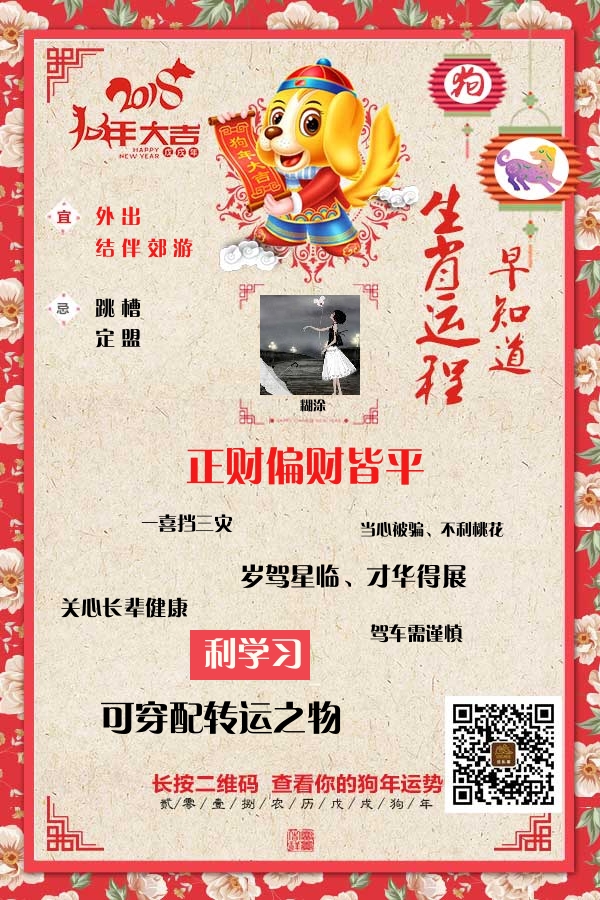 2018
狗年大吉
HAPPY
NEW YEAR
戊戌年
狗年大吉
狗
宜
外出
结伴郊游
忌
跳槽
定盟
生肖运程
早知道
糊涂
HAPPY CHINESE NEW YEAR
正财偏财皆平
一喜挡三灾
当心被骗、不利桃花
岁驾星临、才华得展
关心长辈健康
驾车需谨慎
利学习
可穿配转运之物
长按二维码 查看你的狗年运势
贰/零/壹/捌/农/历/戊/戌/狗/年